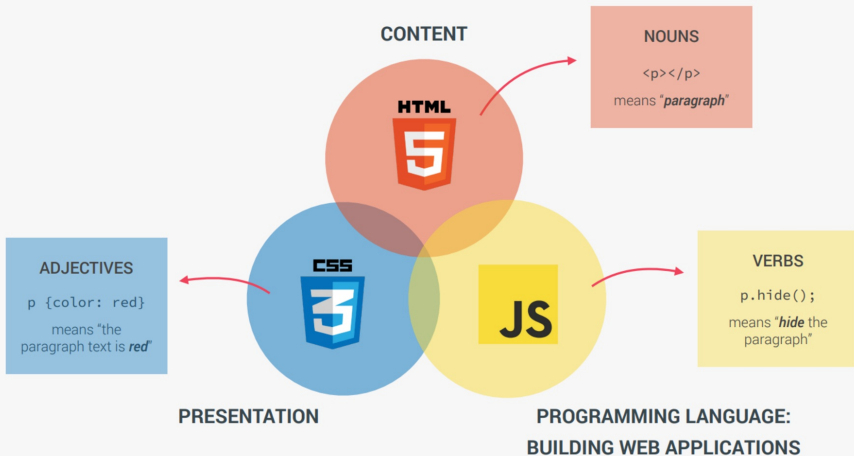 CONTENT
NOUNS
<p></p>
means “paragraph”
HTML
5
ADJECTIVES
p {color: red}
means “the
paragraph text is red”
CSS
3
JS
VERBS
p.hide();
means “hide the
paragraph”
PRESENTATION
PROGRAMMING LANGUAGE:
BUILDING WEB APPLICATIONS